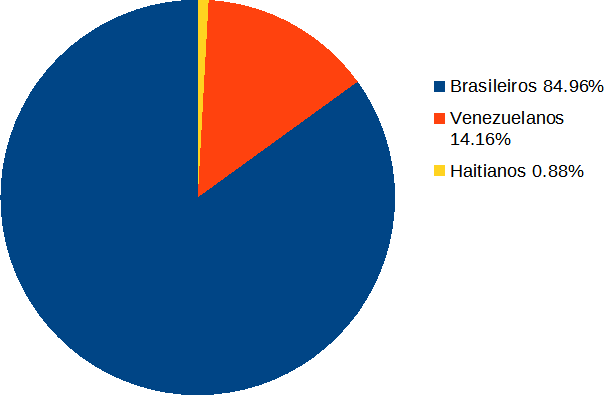 Brasileiros 84.96%
Venezuelanos
14.16%
Haitianos 0.88%